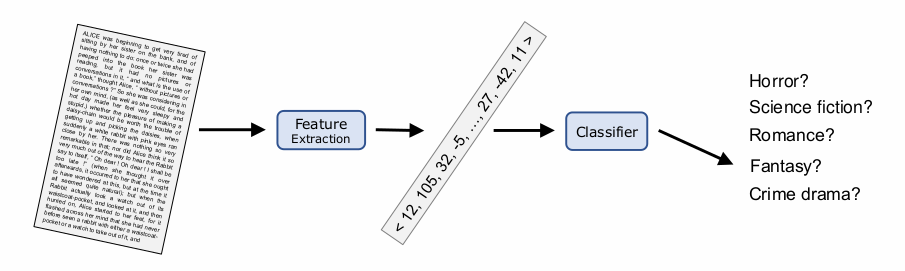 ALICE was beginning to get very tired of
sitting by her sister on the bank, and of
having nothing to do: once or twice she had
peeped into the book her sister was
reading, but it had no pictures or
conversations in it, " and what is the use of
a book," thought Alice, " without pictures or
conversations ?" So she was considering in
her own mind, (as well as she could, for the
hot day made her feel very sleepy and
stupid,) whether the pleasure of making a
daisy-chain would be worth the trouble of
getting up and picking the daisies, when
suddenly a white rabbit with pink eyes ran
close by her. There was nothing so very
remarkable in that; nor did Alice think it so
very much out of the way to hear the Rabbit
say to itself, " Oh dear ! Oh dear ! I shall be
too late !" (when she thought it over
afterwards, it occurred to her that she ought
to have wondered at this, but at the time it
all seemed quite natural); but when the
Rabbit actually took a watch out of its
waistcoat-pocket, and looked at it, and then
hurried on, Alice started to her feet, for it
flashed across her mind that she had never
before seen a rabbit with either a waistcoat-
pocket or a watch to take out of it, and
Feature
Extraction
< 12, 105, 32, -5, ..., 27, -42, 11 >
Classifier
Horror?
Science fiction?
Romance?
Fantasy?
Crime drama?